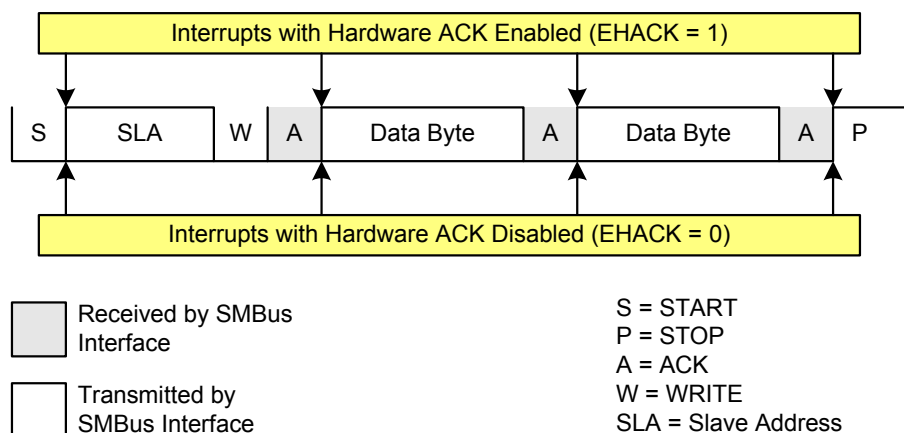 Interrupts with Hardware ACK Enabled (EHACK = 1)
S SLA W A Data Byte A Data Byte A P
Interrupts with Hardware ACK Disabled (EHACK = 0)
Received by SMBus
Interface
Transmitted by
SMBus Interface
S = START
P = STOP
A = ACK
W = WRITE
SLA = Slave Address